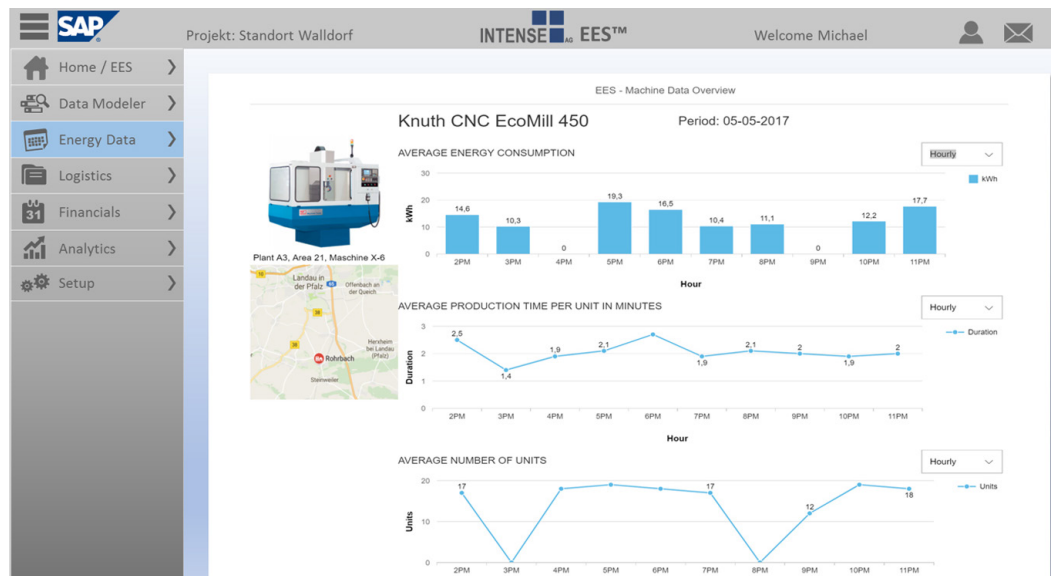 SAP
Projekt: Standort Walldorf
INTENSE AG EES™
Welcome Michael
Home / EES
Data Modeler
Energy Data
Logistics
31 Financials
Analytics
Setup
EES - Machine Data Overview
Knuth CNC EcoMill 450
Period: 05-05-2017
Plant A3, Area 21, Maschine X-6
Landau in
der Pfalz
Offenbach an
der Queich
38
38
Herxheim
bei Landau
(Pfalz)
Rohrbach
Steinweiler
AVERAGE ENERGY CONSUMPTION
Hourly
kWh
kWh
30
20
10
0
14,6
10,3
0
19,3
16,5
10,4
11,1
0
12,2
17,7
2PM 3PM 4PM 5PM 6PM 7PM 8PM 9PM 10PM 11PM
Hour
AVERAGE PRODUCTION TIME PER UNIT IN MINUTES
Hourly
Duration
Duration
3
2
1
0
2,5
1,4
1,9
2,1
1,9
2,1
2
1,9
2
2PM 3PM 4PM 5PM 6PM 7PM 8PM 9PM 10PM 11PM
Hour
AVERAGE NUMBER OF UNITS
Hourly
Units
Units
20
10
0
17
17
12
18
2PM 3PM 4PM 5PM 6PM 7PM 8PM 9PM 10PM 11PM